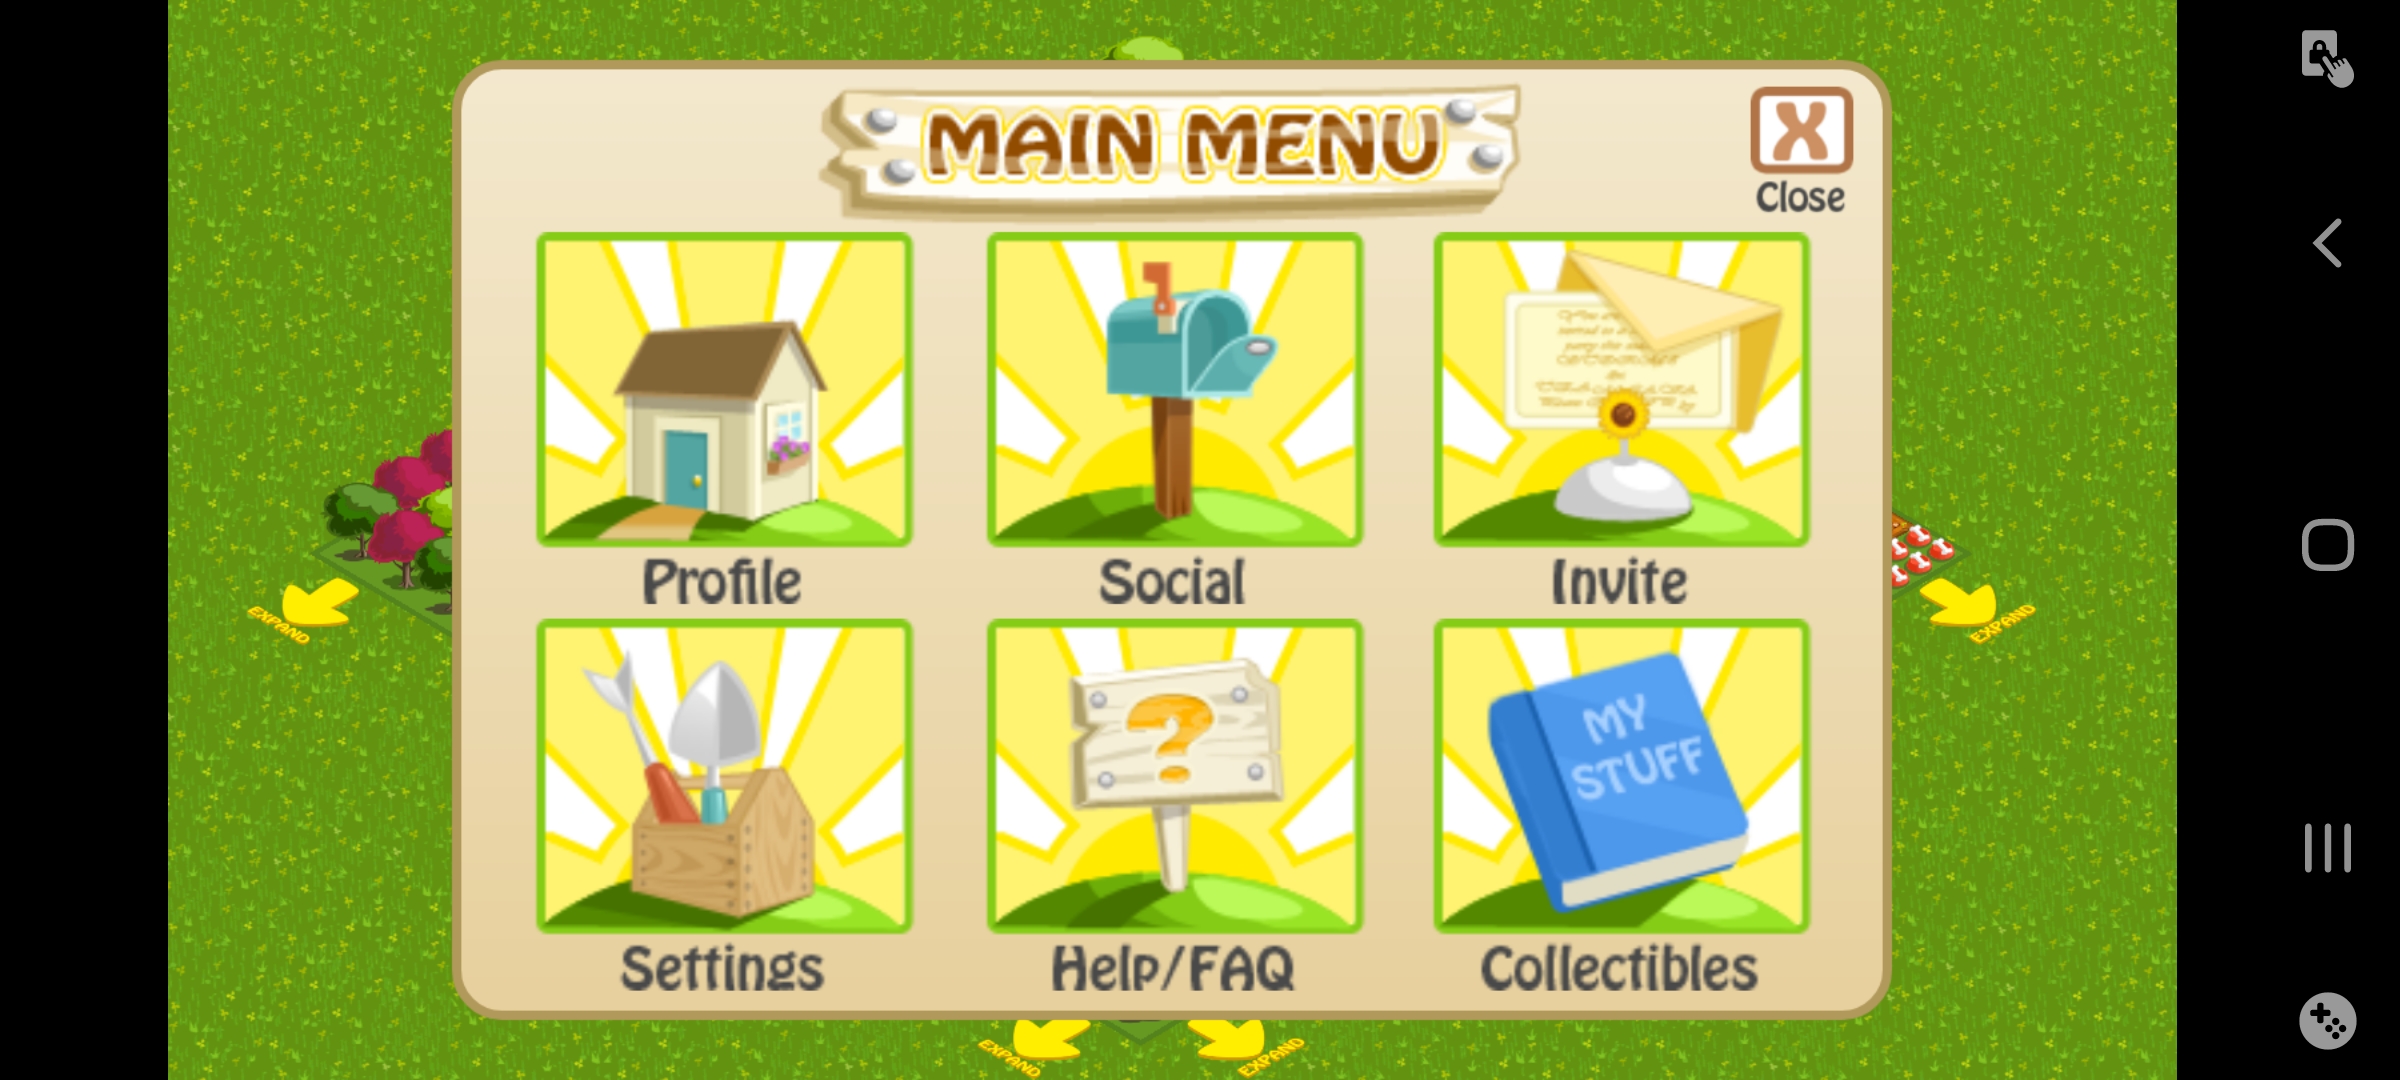 MAIN MENU
X
Close
Profile
Social
Invite
EXPAND
EXPAND
?
MY
STUFF
Settings
Help/FAQ
Collectibles
EXPAND
EXPAND